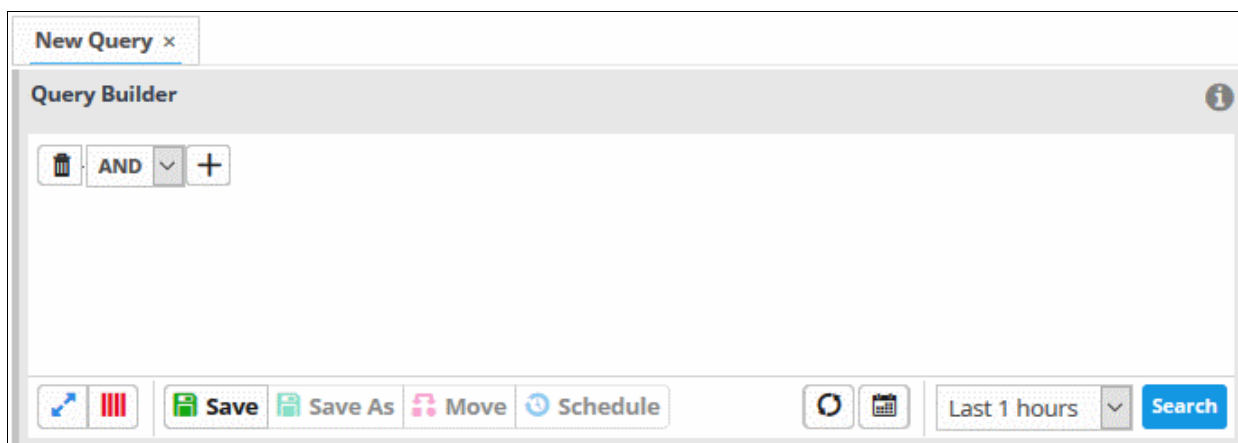 New Query ×
Query Builder
AND
Save Save As Move Schedule Last 1 hours Search